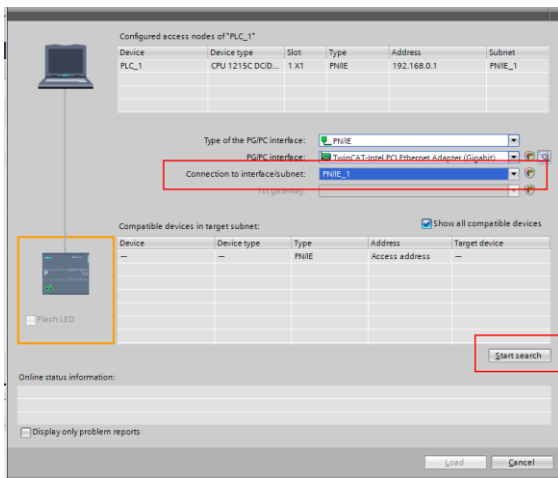 Configured access nodes of "PLC_1"
Device Device type Slot Type Address Subnet
PLC_1 CPU 1215C DC/D... 1 X1 PN/IE 192.168.0.1 PN/IE_1
Type of the PG/PC interface: PN/IE
PG/PC interface: TwinCAT-Intel PCI Ethernet Adapter (Gigabit)
Connection to interface/subnet: PN/IE_1
1st gateway:
Compatible devices in target subnet: Show all compatible devices
Device Device type Type Address Target device
— — PN/IE Access address —
Flash LED
Start search
Online status information:
Display only problem reports
Load Cancel